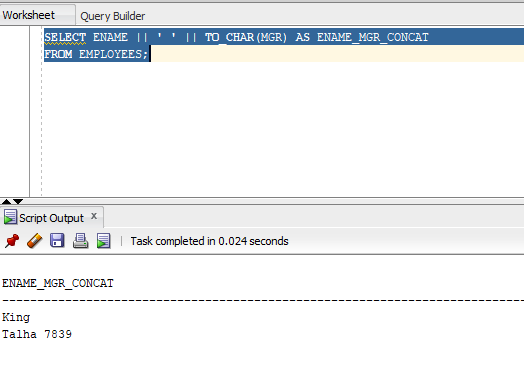 Worksheet Query Builder
SELECT ENAME || ' ' || TO_CHAR(MGR) AS ENAME_MGR_CONCAT
FROM EMPLOYEES;
Script Output x
Task completed in 0.024 seconds
ENAME_MGR_CONCAT
--------------------------------------------------------------------------------
King
Talha 7839